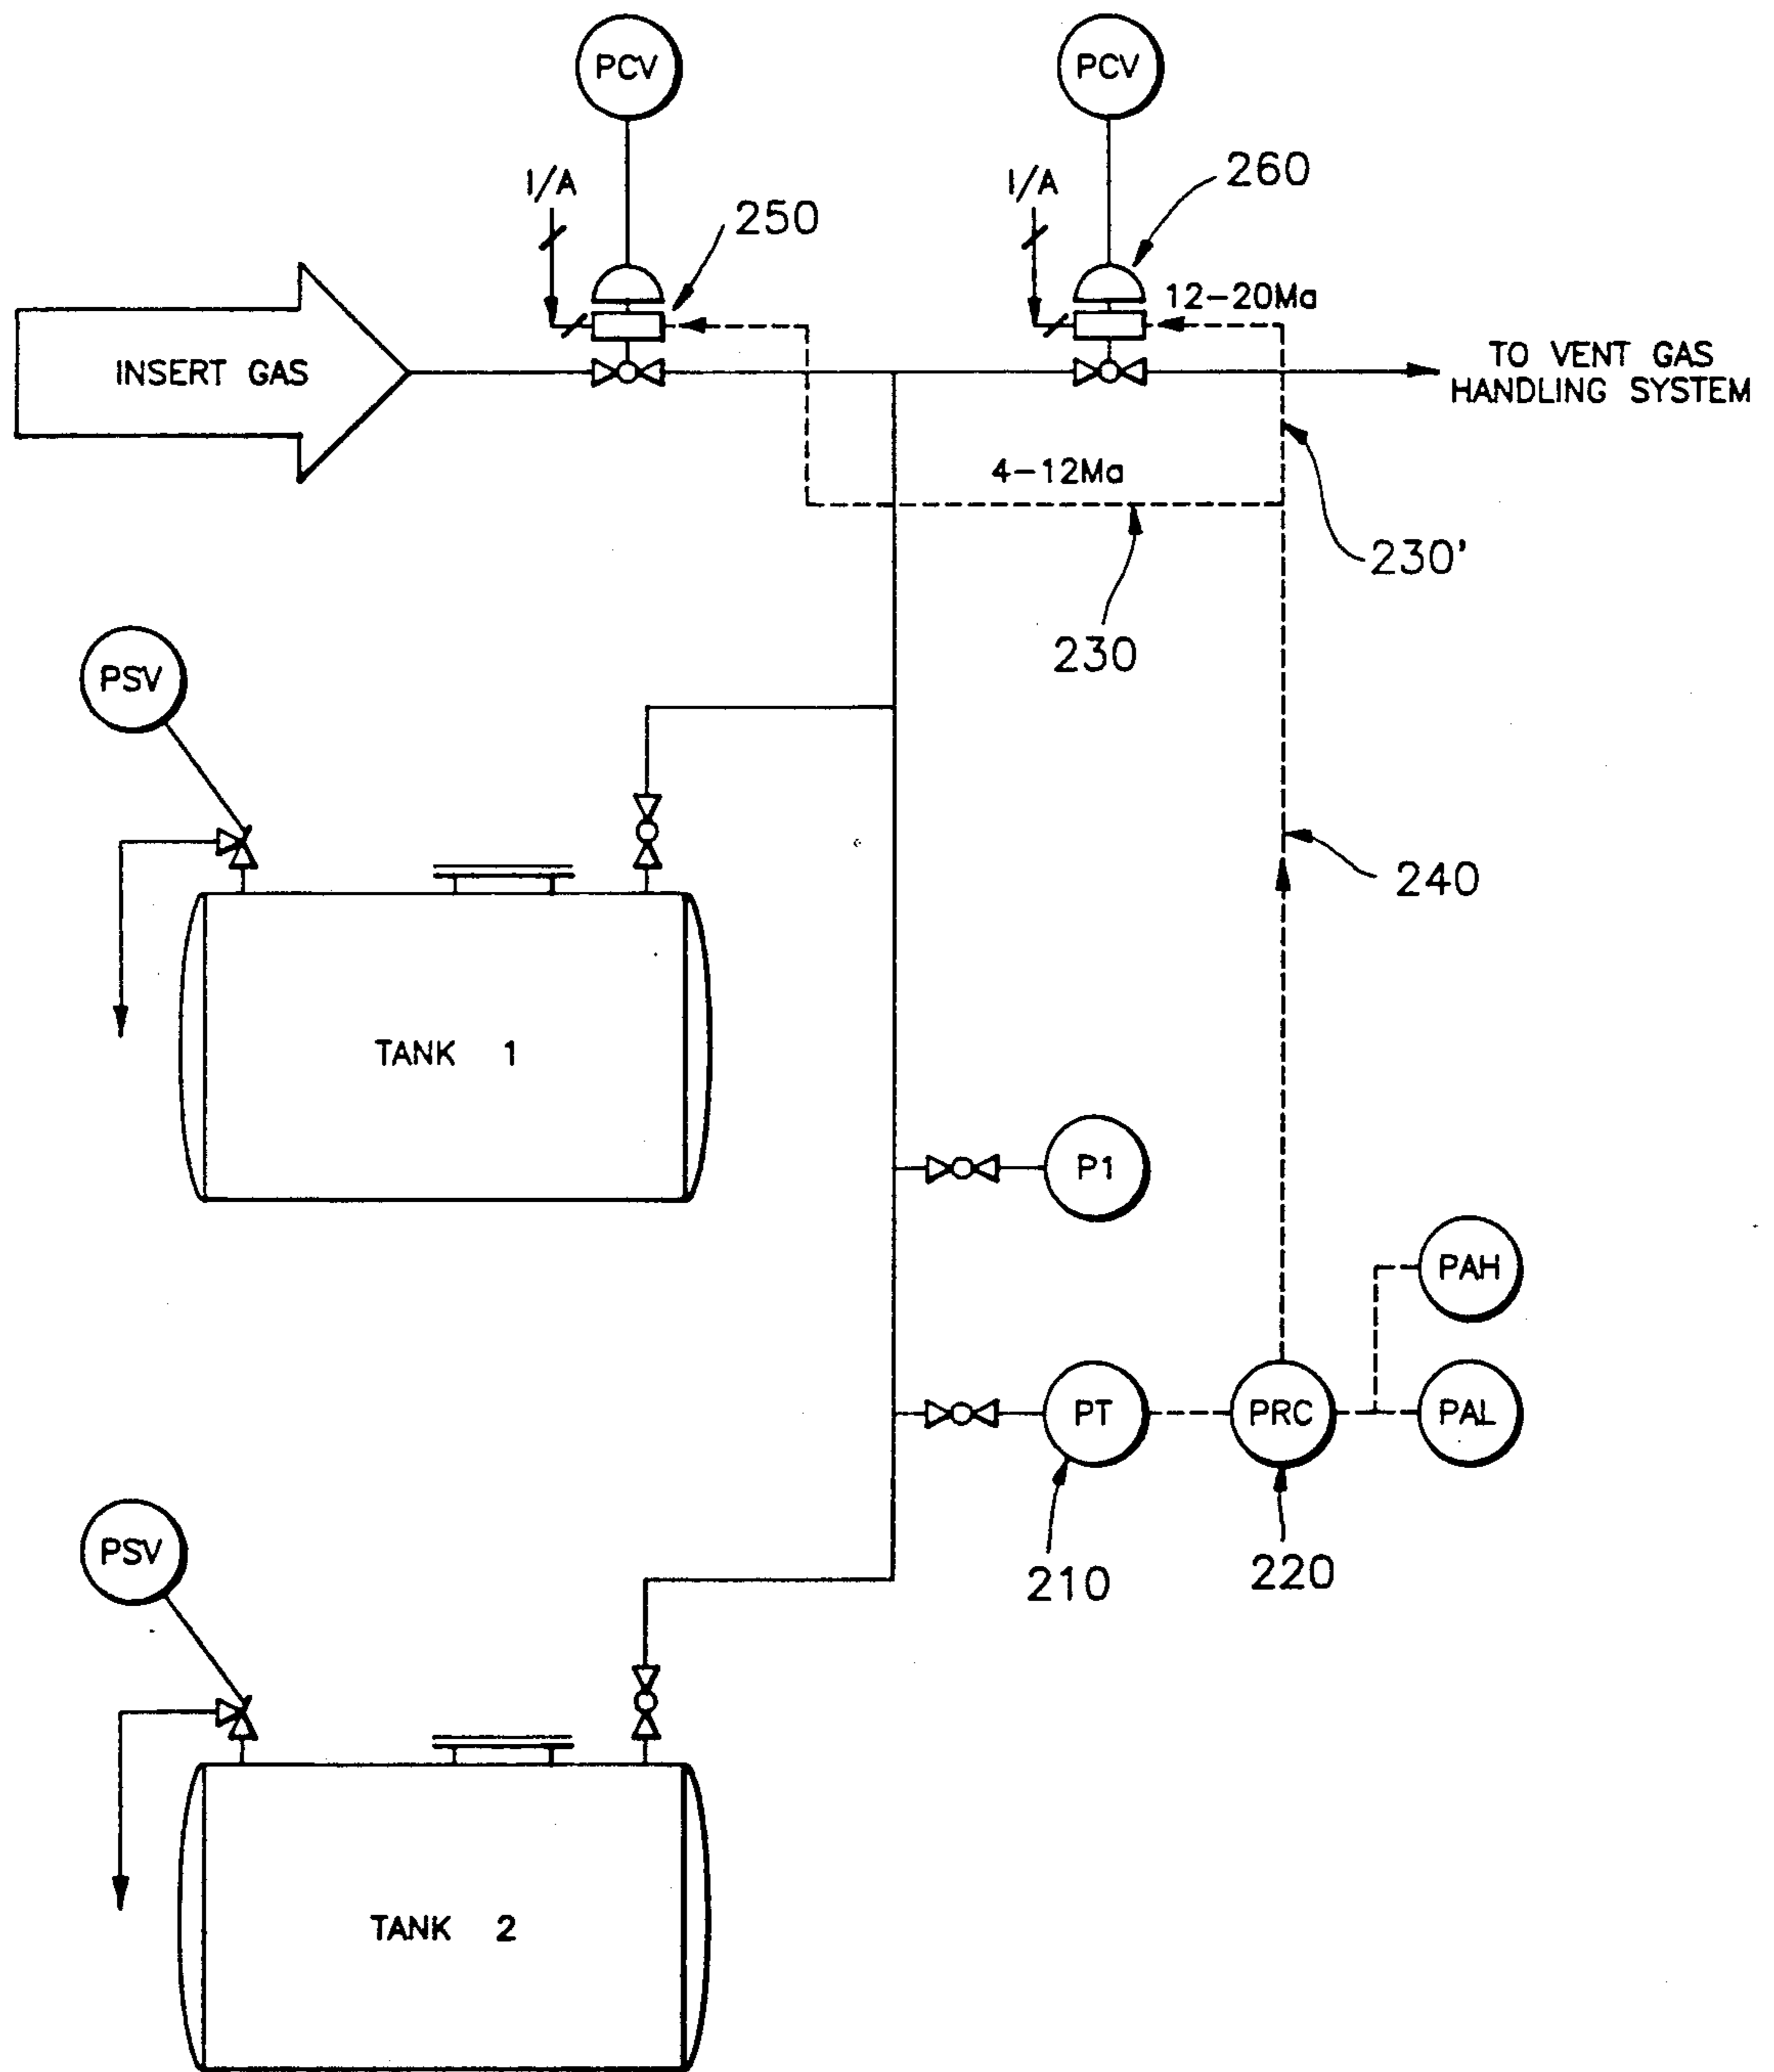 PCV
PCV
I/A
I/A
250
260
12-20Ma
INSERT GAS
TO VENT GAS
HANDLING SYSTEM
4-12Ma
230'
230
PSV
240
TANK 1
P1
PAH
PT
PRC
PAL
210
220
PSV
TANK 2